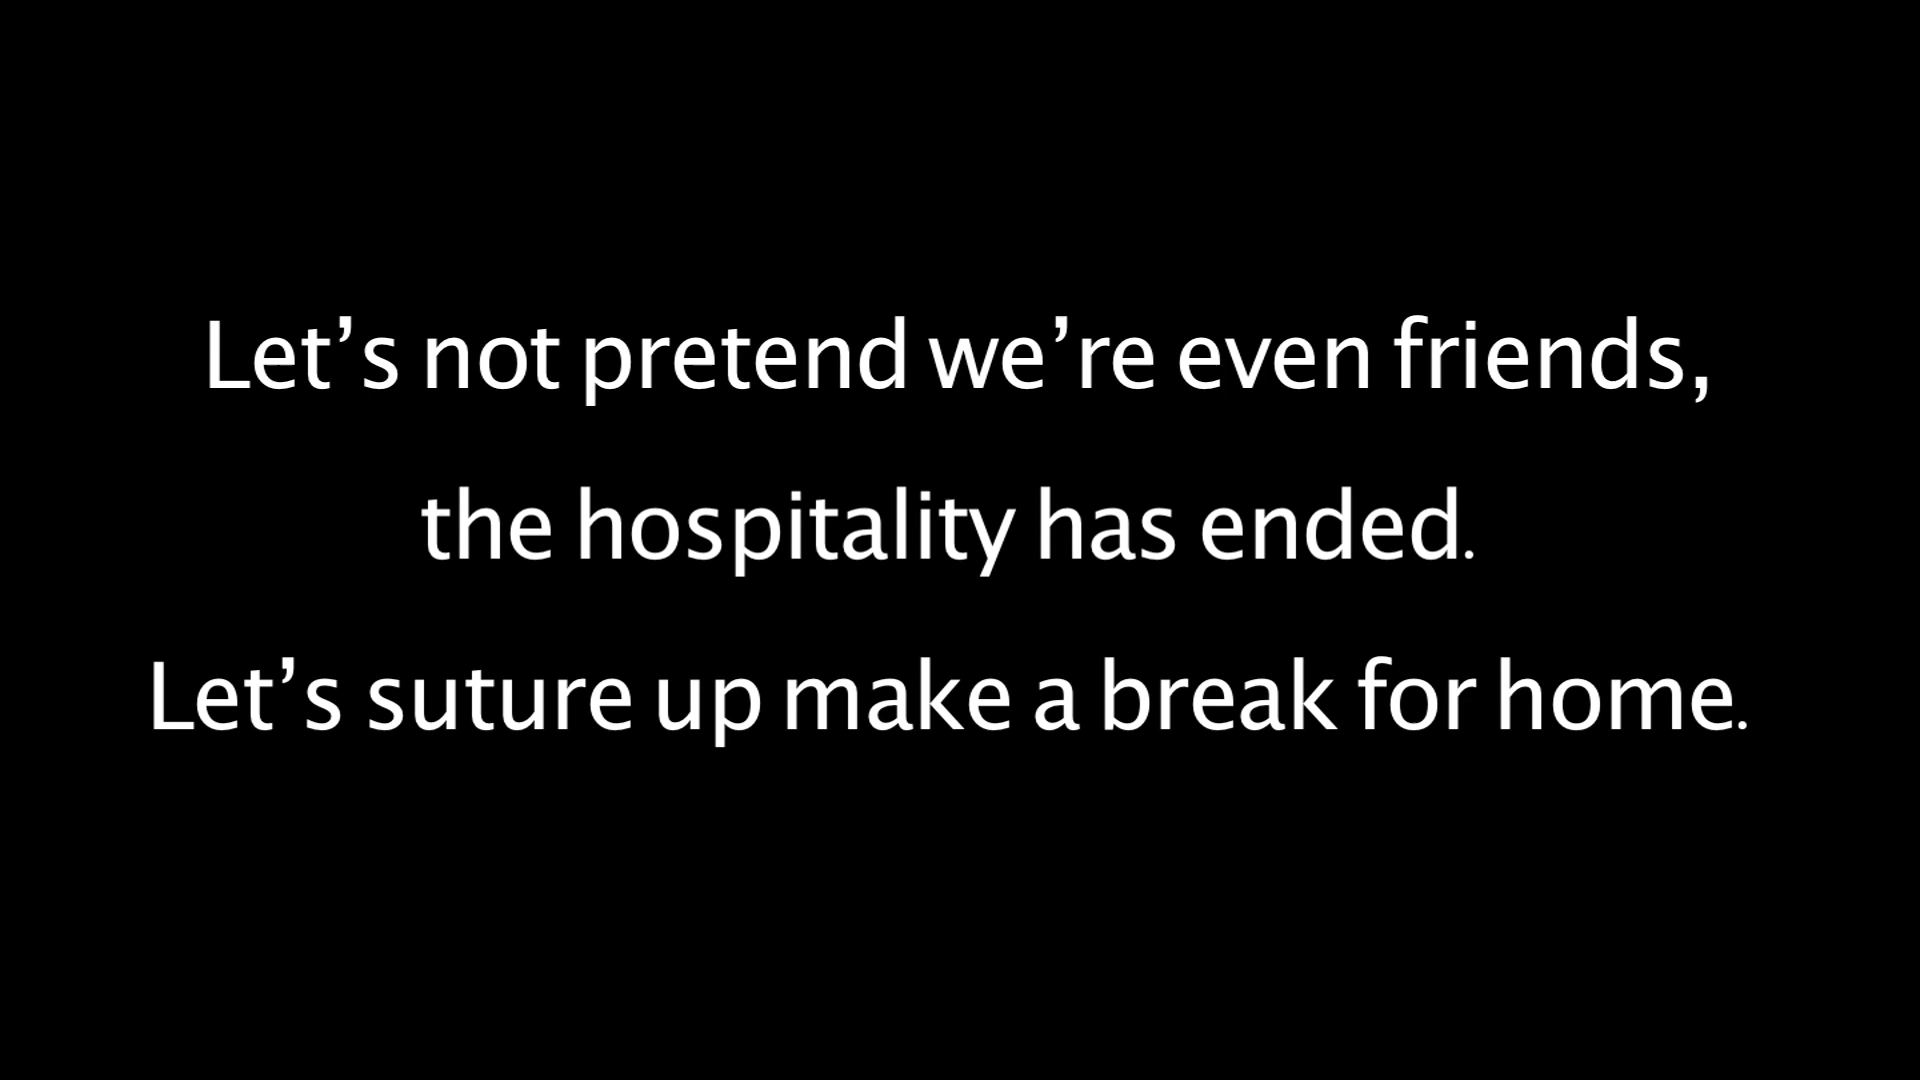 Let’s not pretend we’re even friends,
the hospitality has ended.
Let’s suture up make a break for home.